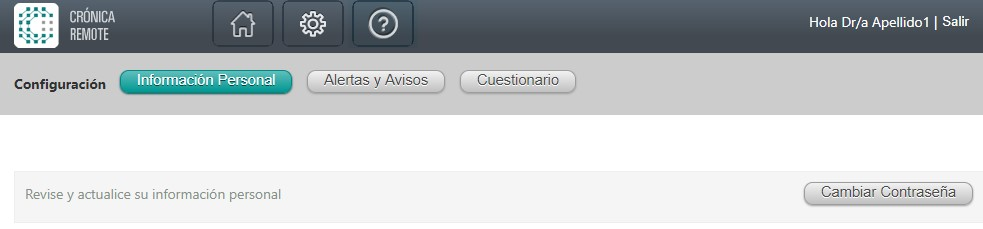 CRÓNICA
REMOTE
?
Hola Dr/a Apellido1 | Salir
Configuración Información Personal Alertas y Avisos Cuestionario
Revise y actualice su información personal Cambiar Contraseña